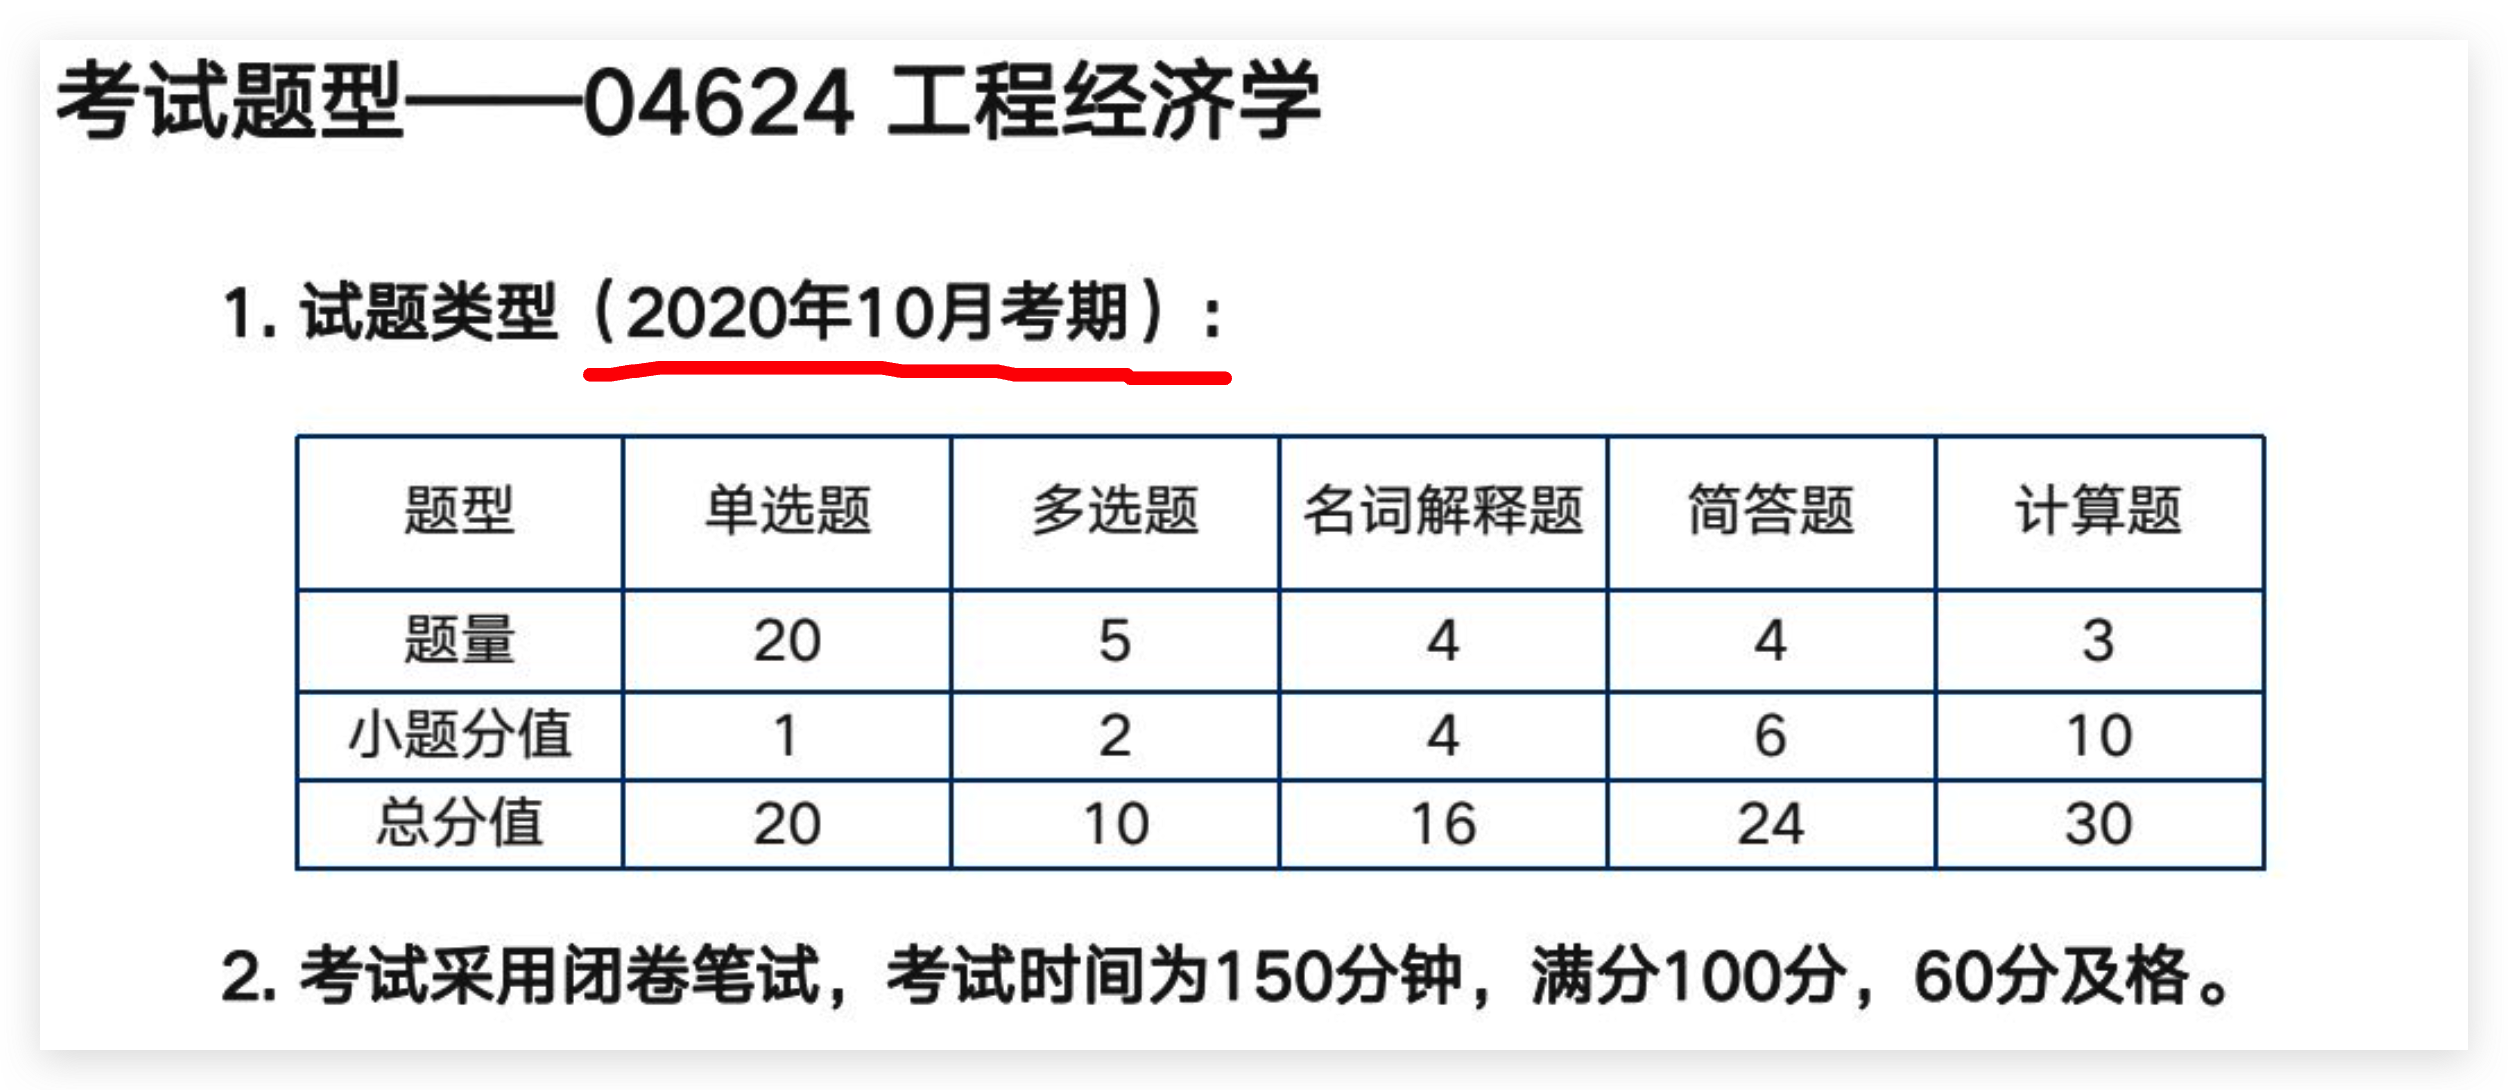 考试题型——04624 工程经济学
1. 试题类型（2020年10月考期）：
题型 单选题 多选题 名词解释题 简答题 计算题
题量 20 5 4 4 3
小题分值 1 2 4 6 10
总分值 20 10 16 24 30
2. 考试采用闭卷笔试，考试时间为150分钟，满分100分，60分及格。